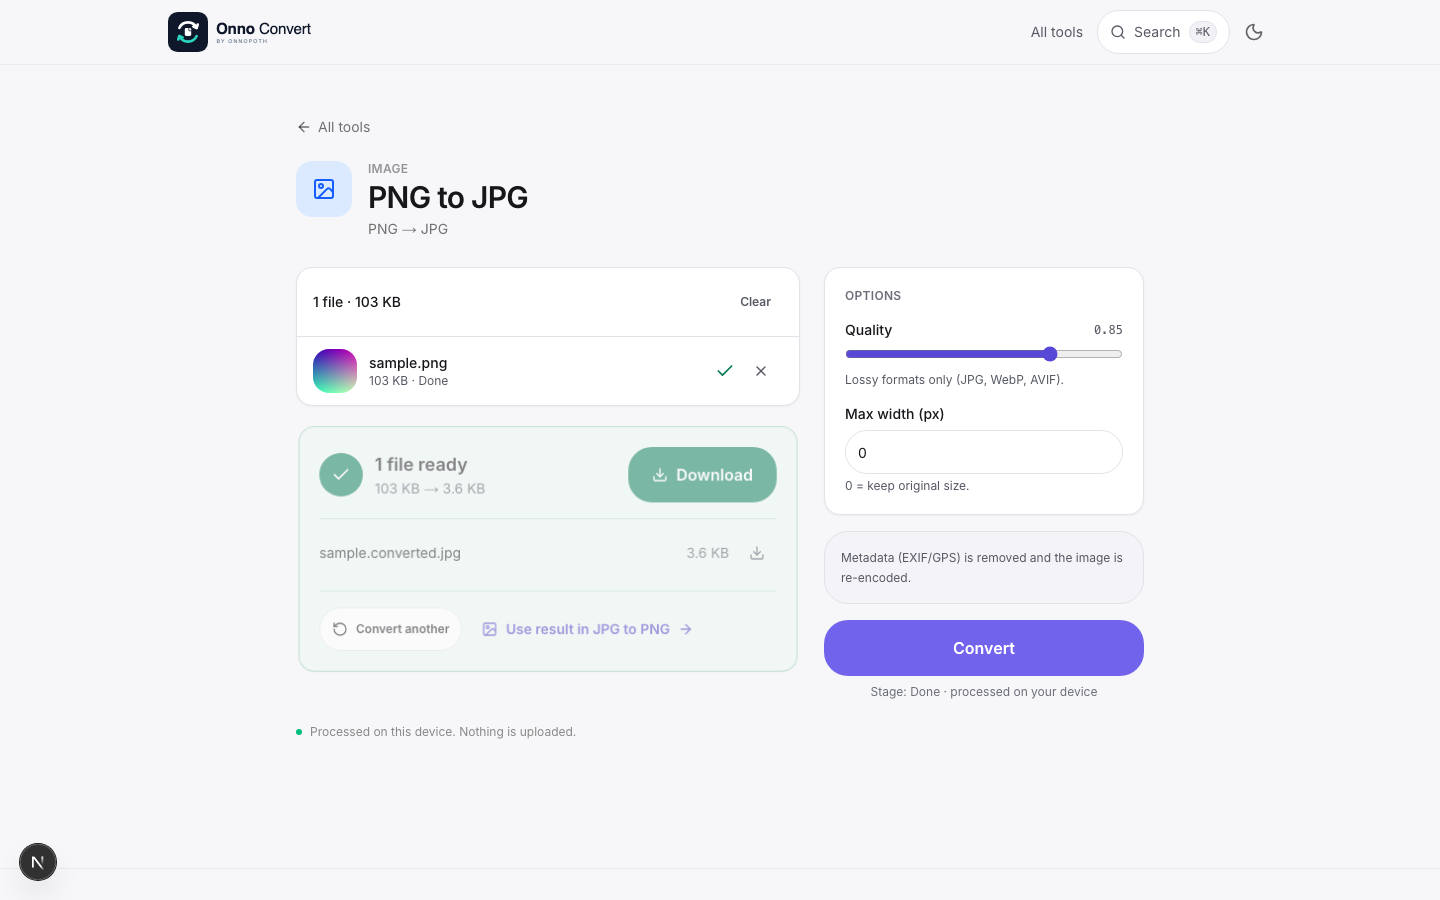 Onno Convert
BY ONNOPOTH
All tools
Search ⌘K
← All tools
IMAGE
PNG to JPG
PNG → JPG
1 file · 103 KB
Clear
sample.png
103 KB · Done
1 file ready
103 KB → 3.6 KB
Download
sample.converted.jpg
3.6 KB
Convert another
Use result in JPG to PNG →
OPTIONS
Quality
0.85
Lossy formats only (JPG, WebP, AVIF).
Max width (px)
0
0 = keep original size.
Metadata (EXIF/GPS) is removed and the image is
re-encoded.
Convert
Stage: Done · processed on your device
Processed on this device. Nothing is uploaded.
N